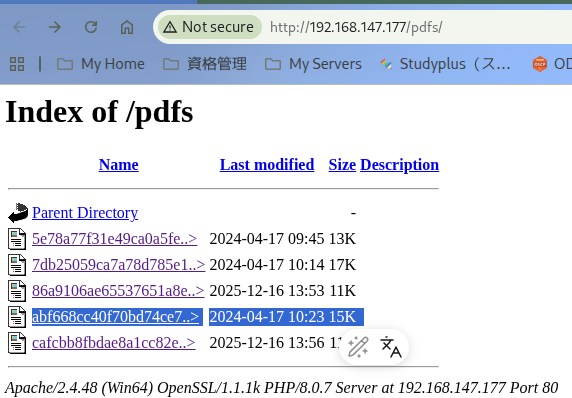 Not secure http://192.168.147.177/pdfs/
My Home 資格管理 My Servers Studyplus（ス... OD
Index of /pdfs
Name Last modified Size Description
Parent Directory -
5e78a77f31e49ca0a5fe..> 2024-04-17 09:45 13K
7db25059ca7a78d785e1..> 2024-04-17 10:14 17K
86a9106ae65537651a8e..> 2025-12-16 13:53 11K
abf668cc40f70bd74ce7..> 2024-04-17 10:23 15K
cafcbb8fbdae8a1cc82e..> 2025-12-16 13:56
Apache/2.4.48 (Win64) OpenSSL/1.1.1k PHP/8.0.7 Server at 192.168.147.177 Port 80